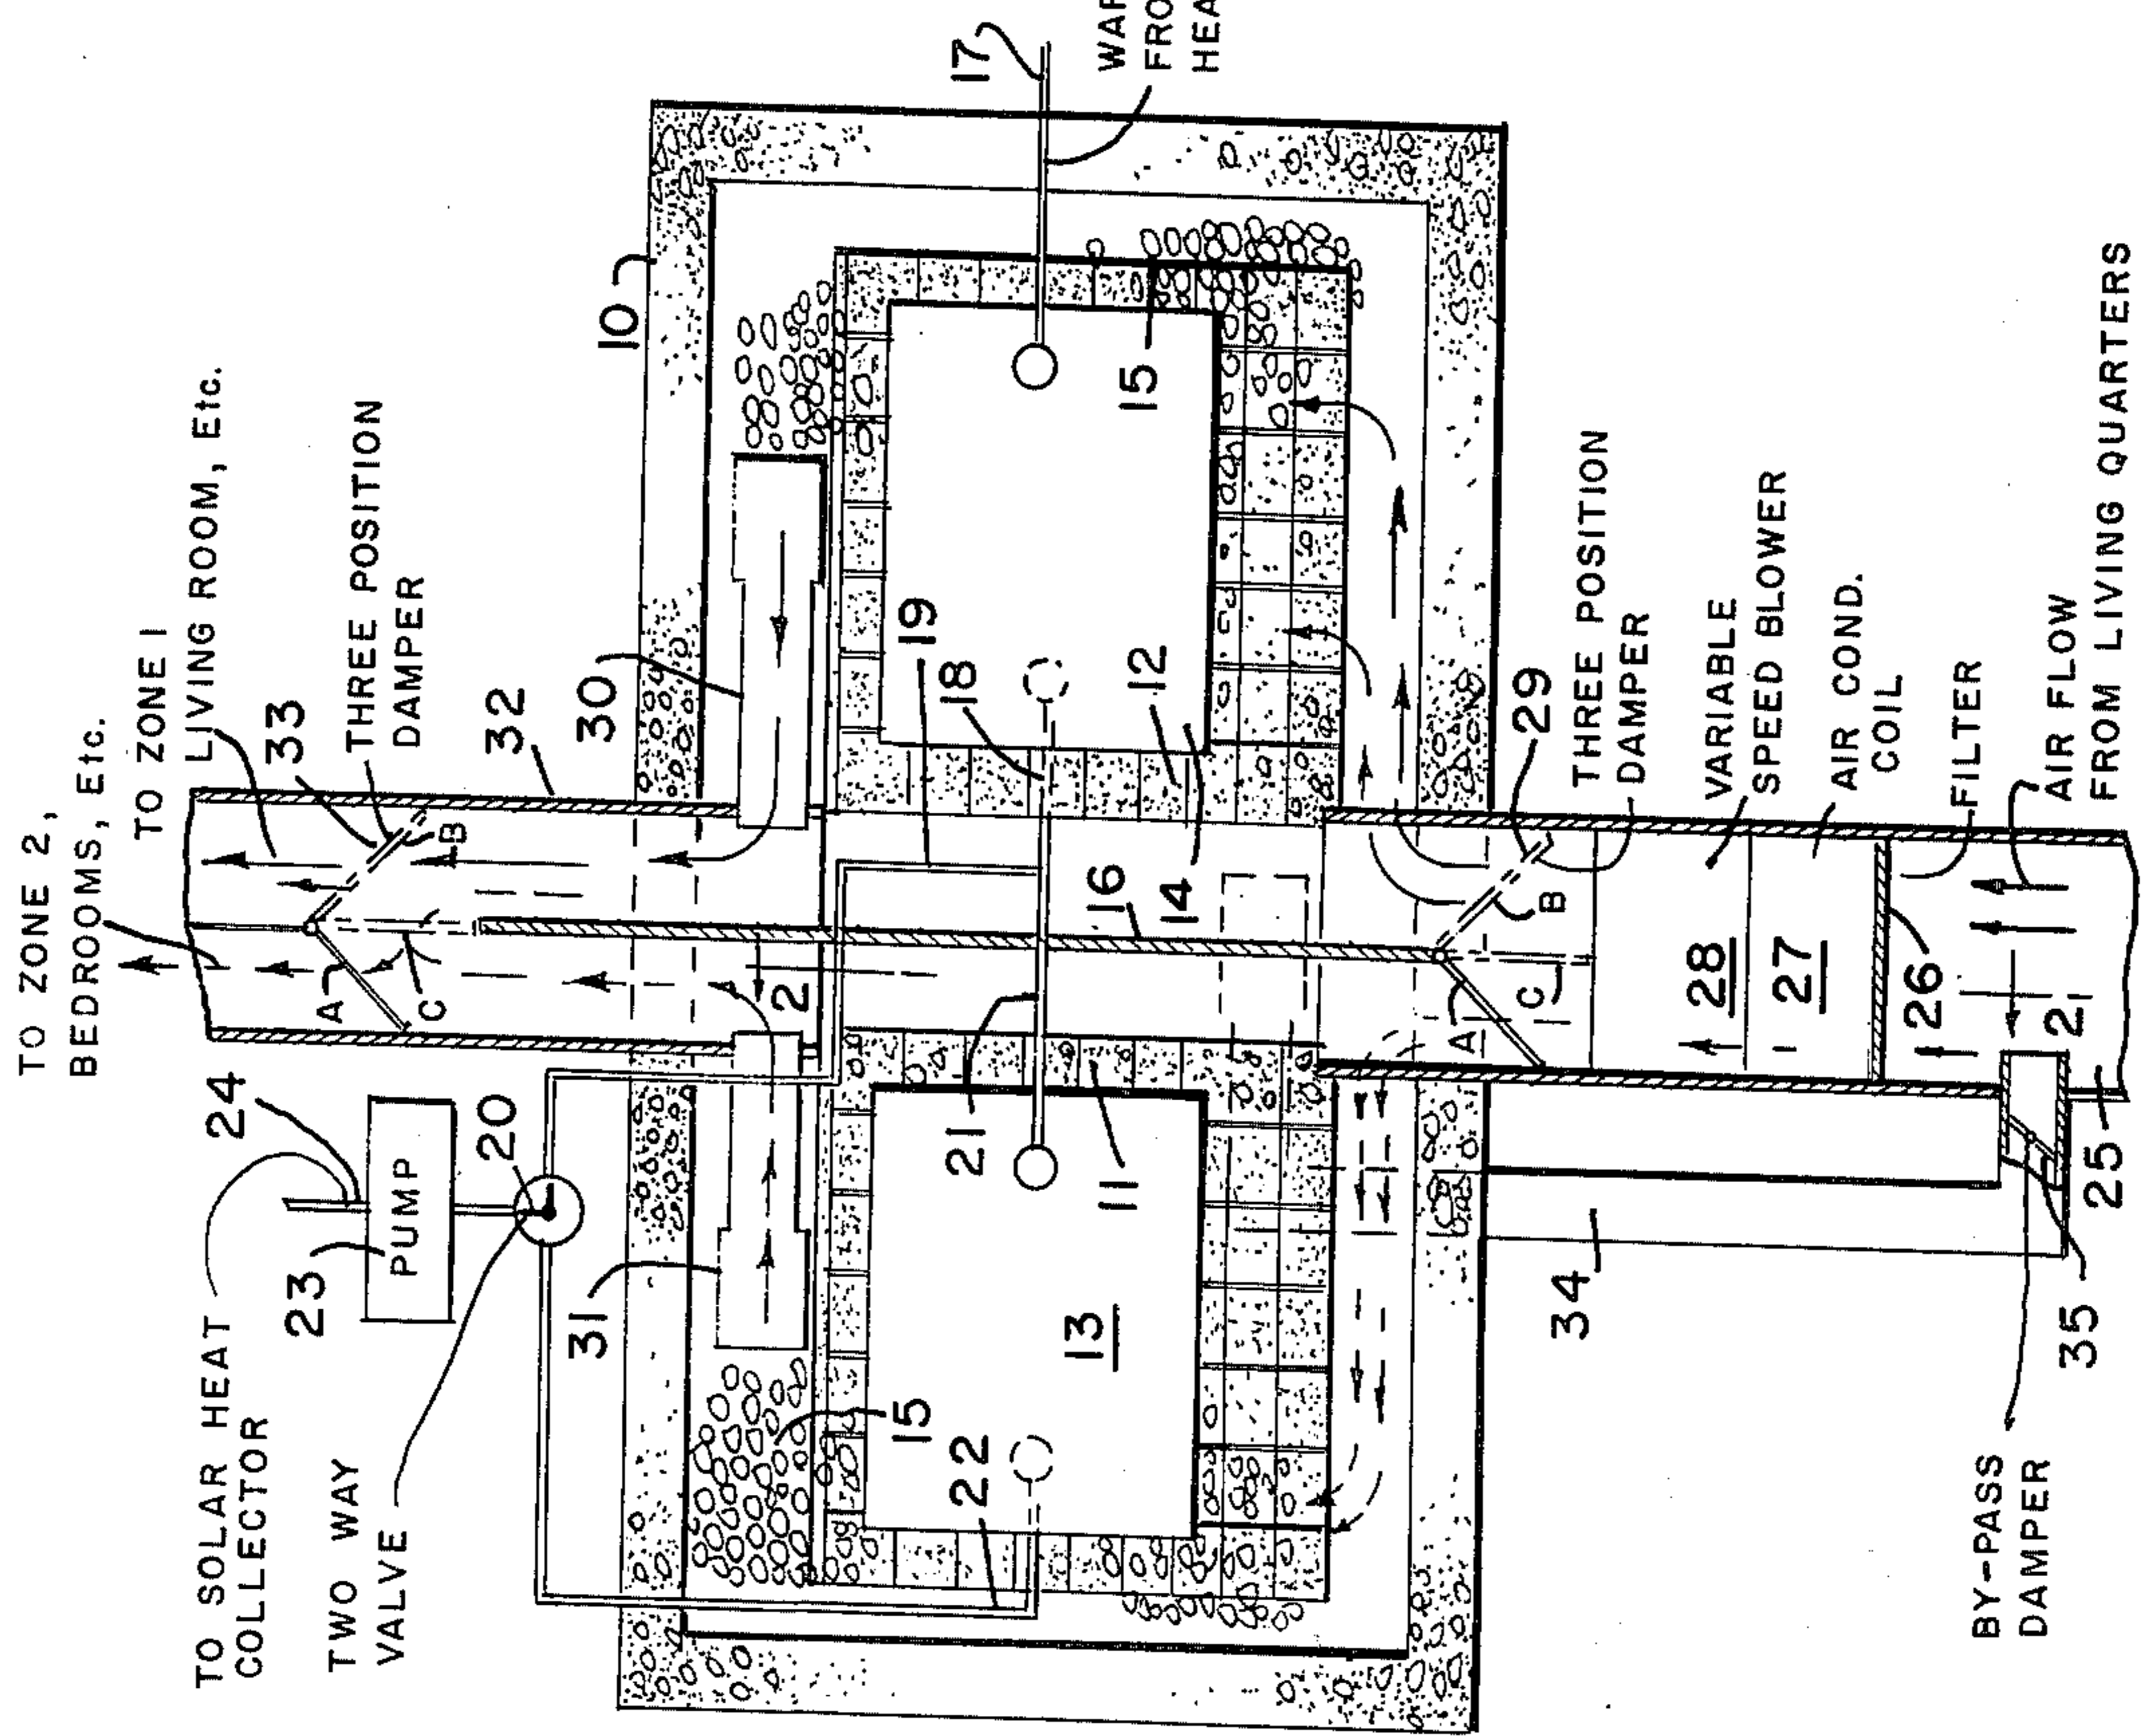 TO ZONE 2,
BEDROOMS, Etc.
TO ZONE 1
LIVING ROOM, Etc.
33
THREE POSITION
DAMPER
32
B
A
C
24
23
PUMP
20
TO SOLAR HEAT
COLLECTOR
TWO WAY
VALVE
10
30
31
2
17
19
18
12
15
16
14
21
11
13
15
22
29
THREE POSITION
DAMPER
B
A
C
VARIABLE
SPEED BLOWER
28
AIR COND.
COIL
27
FILTER
26
AIR FLOW
FROM LIVING QUARTERS
2
25
34
35
BY-PASS
DAMPER